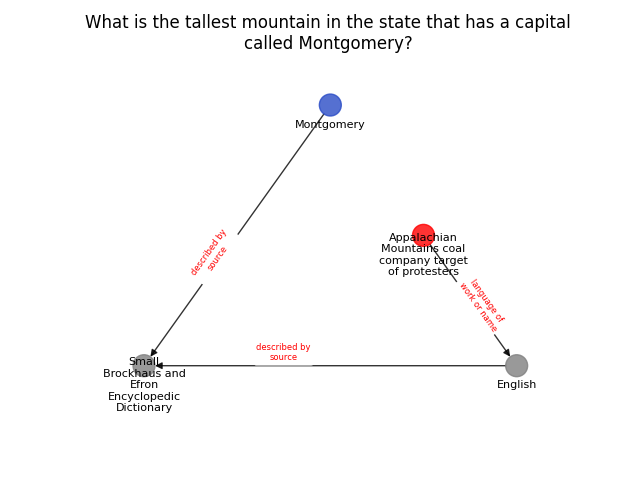 What is the tallest mountain in the state that has a capital
called Montgomery?
Montgomery
Appalachian
Mountains coal
company target
of protesters
described by
source
language of
work or name
described by
source
Small
Brockhaus and
Efron
Encyclopedic
Dictionary
English